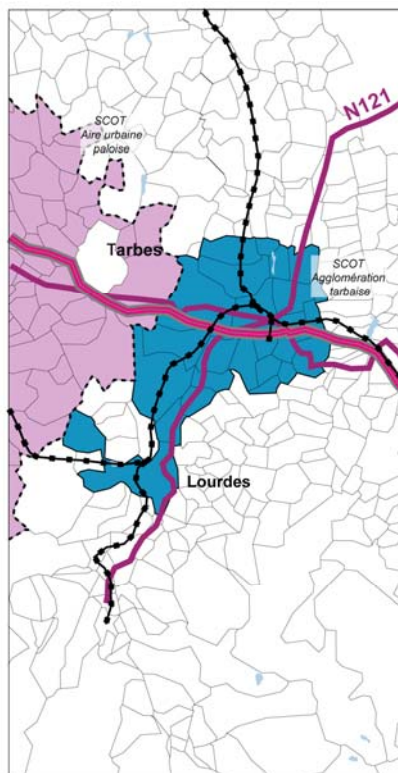 N121
SCOT
Aire urbaine
paloise
Tarbes
SCOT
Agglomération
tarbaise
Lourdes